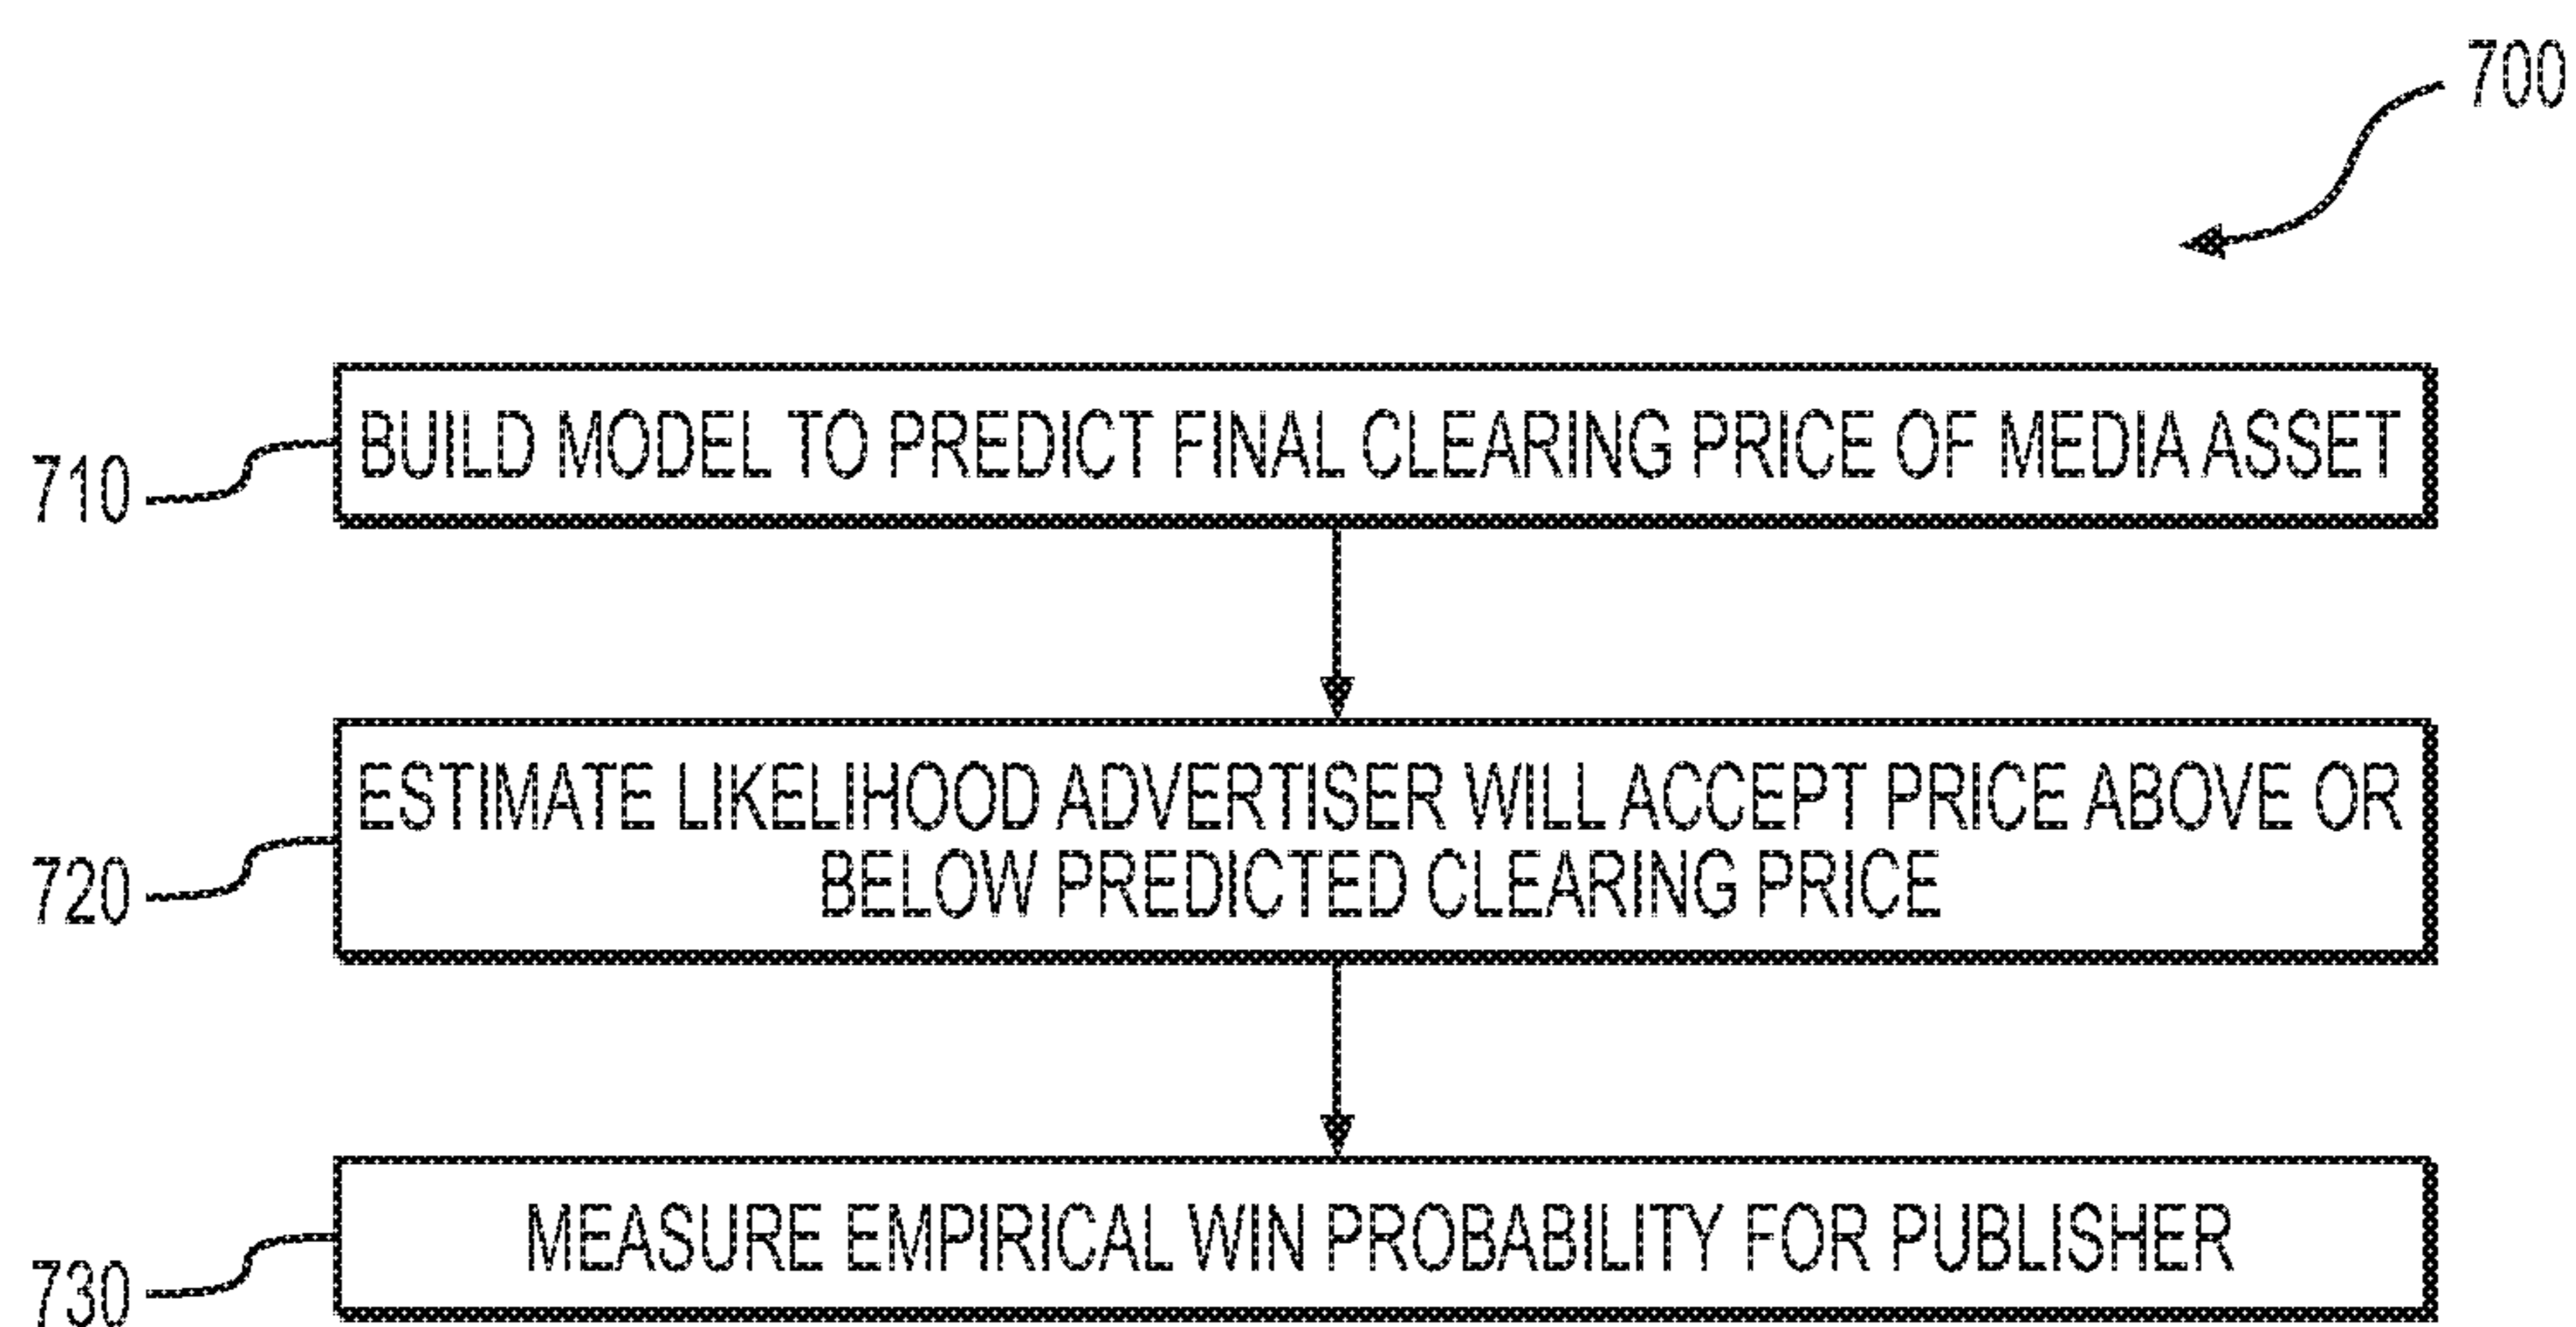 700
710
BUILD MODEL TO PREDICT FINAL CLEARING PRICE OF MEDIA ASSET
720
ESTIMATE LIKELIHOOD ADVERTISER WILL ACCEPT PRICE ABOVE OR
BELOW PREDICTED CLEARING PRICE
730
MEASURE EMPIRICAL WIN PROBABILITY FOR PUBLISHER